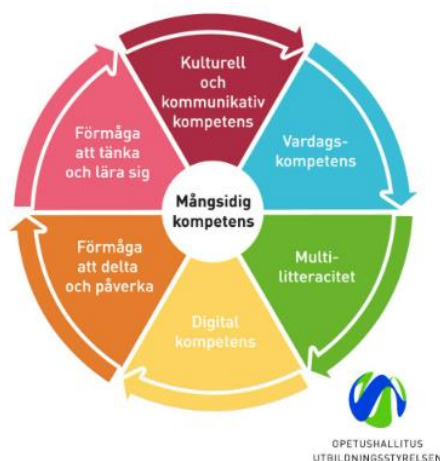 Kulturell
och
kommunikativ
kompetens
Vardags-
kompetens
Multi-
litteracitet
Digital
kompetens
Förmåga
att delta
och påverka
Förmåga
att tänka
och lära sig
Mångsidig
kompetens
OPETUSHALLITUS
UTBILDNINGSSTYRELSEN